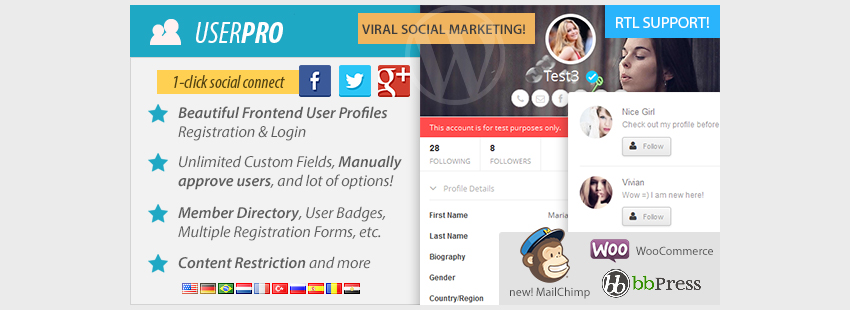 USERPRO
1-click social connect
Beautiful Frontend User Profiles
Registration & Login
Unlimited Custom Fields, Manually
approve users, and lot of options!
Member Directory, User Badges,
Multiple Registration Forms, etc.
Content Restriction and more
VIRAL SOCIAL MARKETING!
RTL SUPPORT!
Test3
This account is for test purposes only.
28
FOLLOWING
8
FOLLOWERS
Profile Details
First Name
Maria
Last Name
Biography
Gender
Country/Region
Nice Girl
Check out my profile before
Follow
Vivian
Wow =) I am new here!
Follow
new! MailChimp
WOO
WooCommerce
bbPress